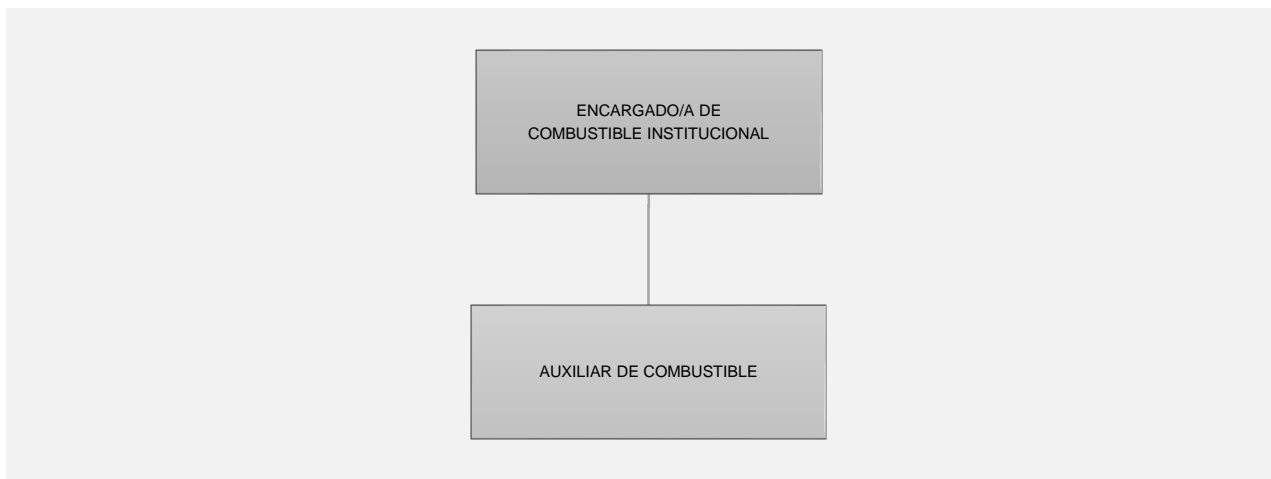 ENCARGADO/A DE
COMBUSTIBLE INSTITUCIONAL
AUXILIAR DE COMBUSTIBLE